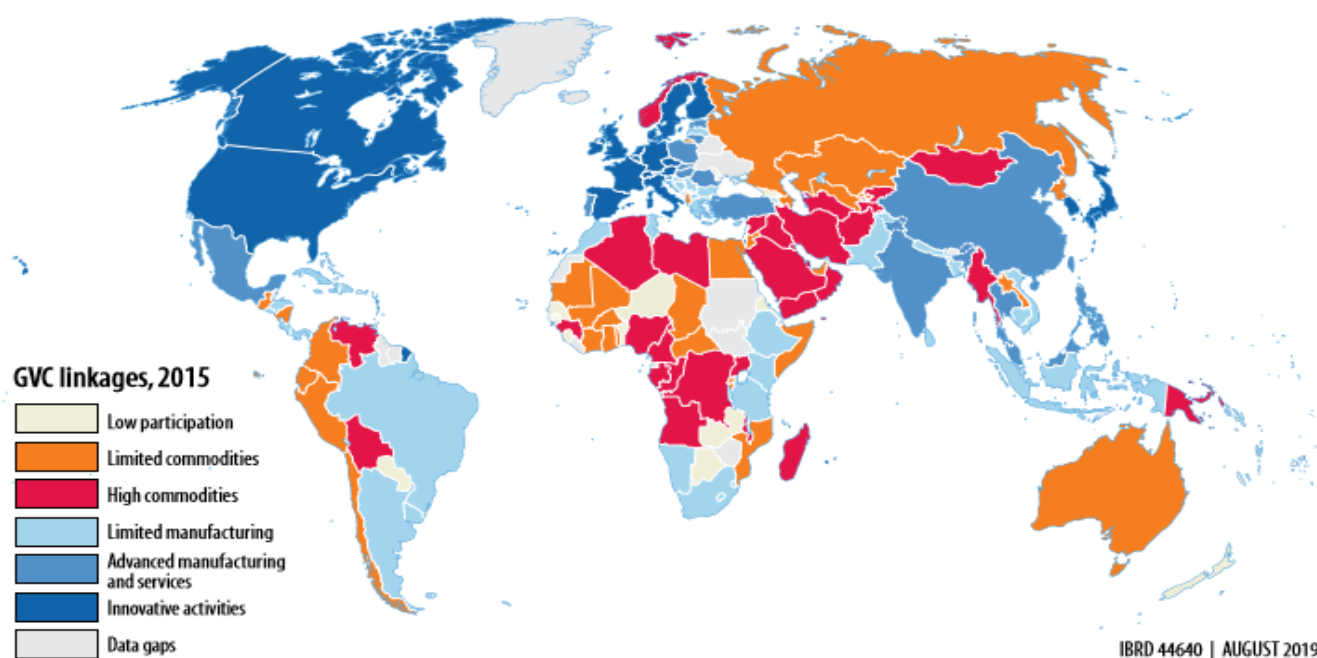 GVC linkages, 2015
Low participation
Limited commodities
High commodities
Limited manufacturing
Advanced manufacturing
and services
Innovative activities
Data gaps
IBRD 44640 | AUGUST 2019